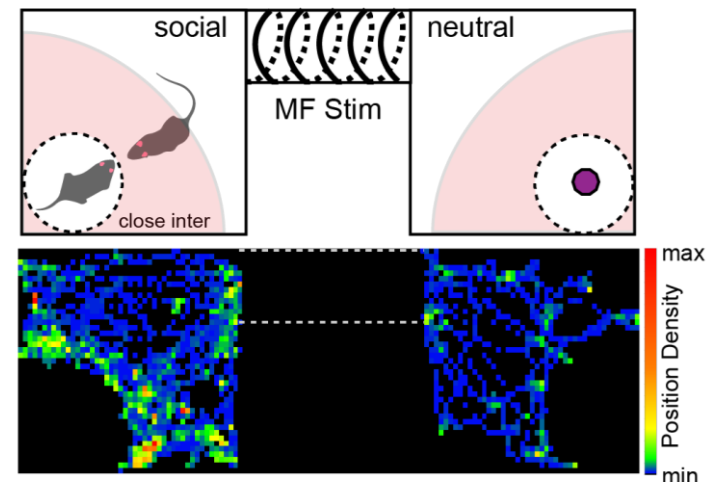 social
neutral
MF Stim
close inter
max
Position Density
min